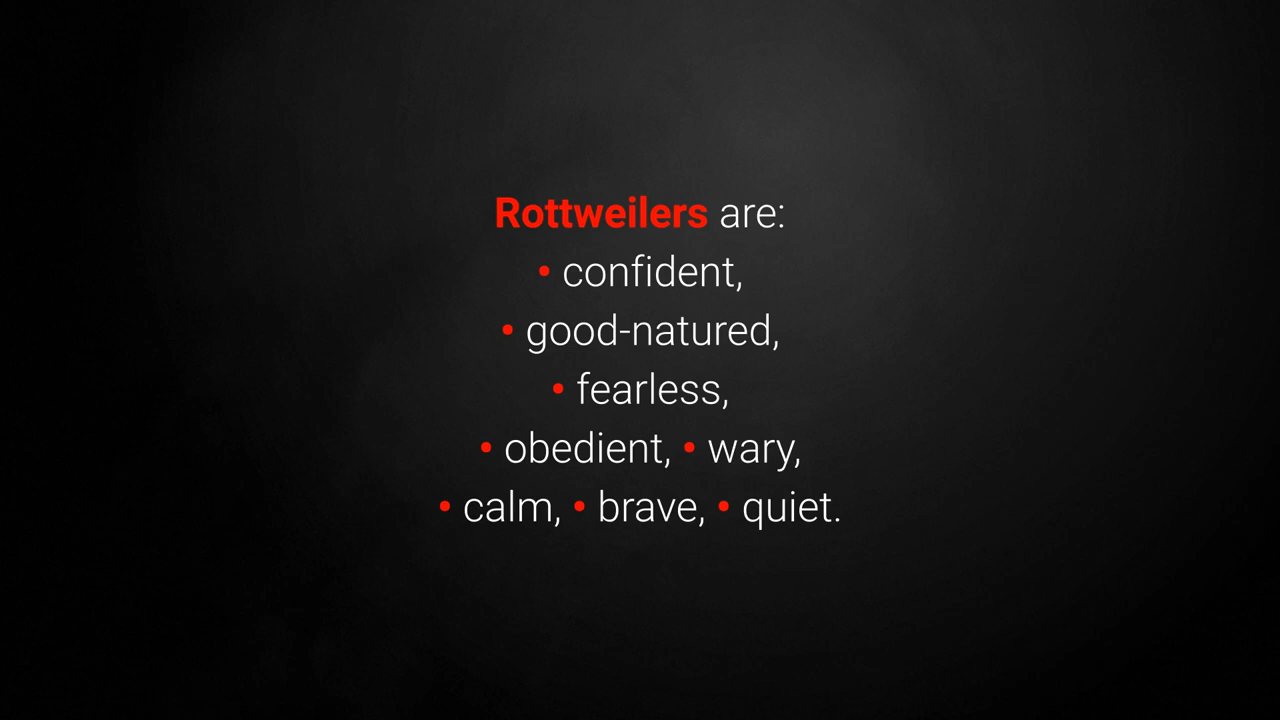 Rottweilers are:
• confident,
• good-natured,
• fearless,
• obedient, • wary,
• calm, • brave, • quiet.